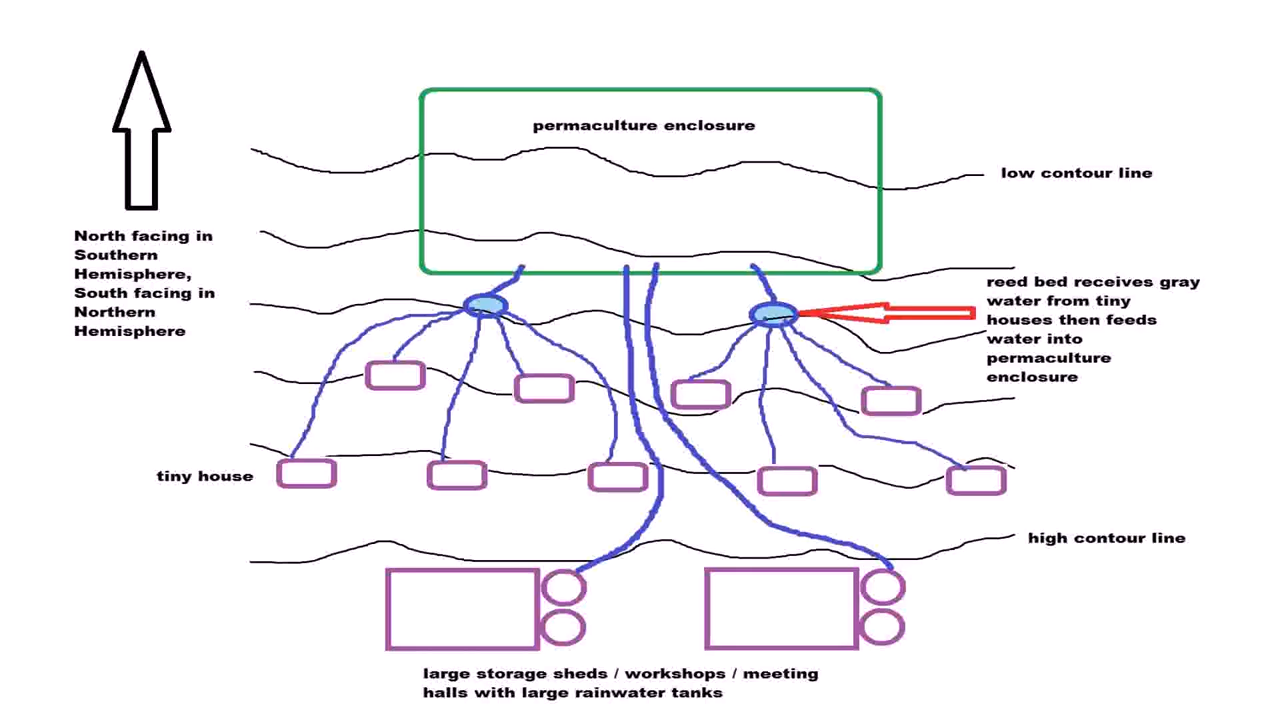 permaculture enclosure
low contour line
North facing in
Southern
Hemisphere,
South facing in
Northern
Hemisphere
reed bed receives gray
water from tiny
houses then feeds
water into
permaculture
enclosure
tiny house
high contour line
large storage sheds / workshops / meeting
halls with large rainwater tanks